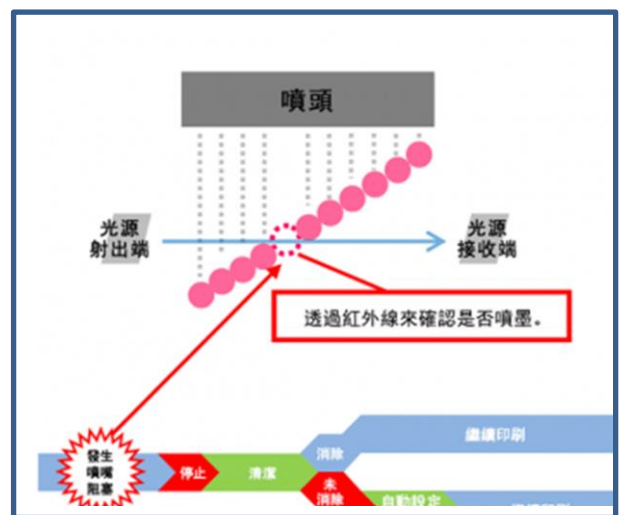 噴頭
光源
射出端
光源
接收端
透過紅外線來確認是否噴墨。
發生
噴嘴
阻塞
停止
清潔
消除
繼續印刷
未
消除
自動設定